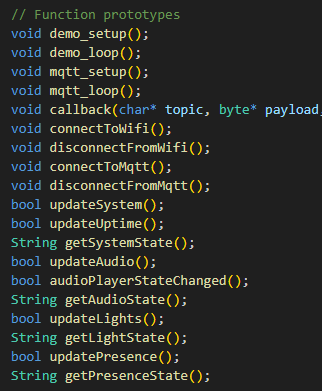 // Function prototypes
void demo_setup();
void demo_loop();
void mqtt_setup();
void mqtt_loop();
void callback(char* topic, byte* payload,
void connectToWifi();
void disconnectFromWifi();
void connectToMqtt();
void disconnectFromMqtt();
bool updateSystem();
bool updateUptime();
String getSystemState();
bool updateAudio();
bool audioPlayerStateChanged();
String getAudioState();
bool updateLights();
String getLightState();
bool updatePresence();
String getPresenceState();